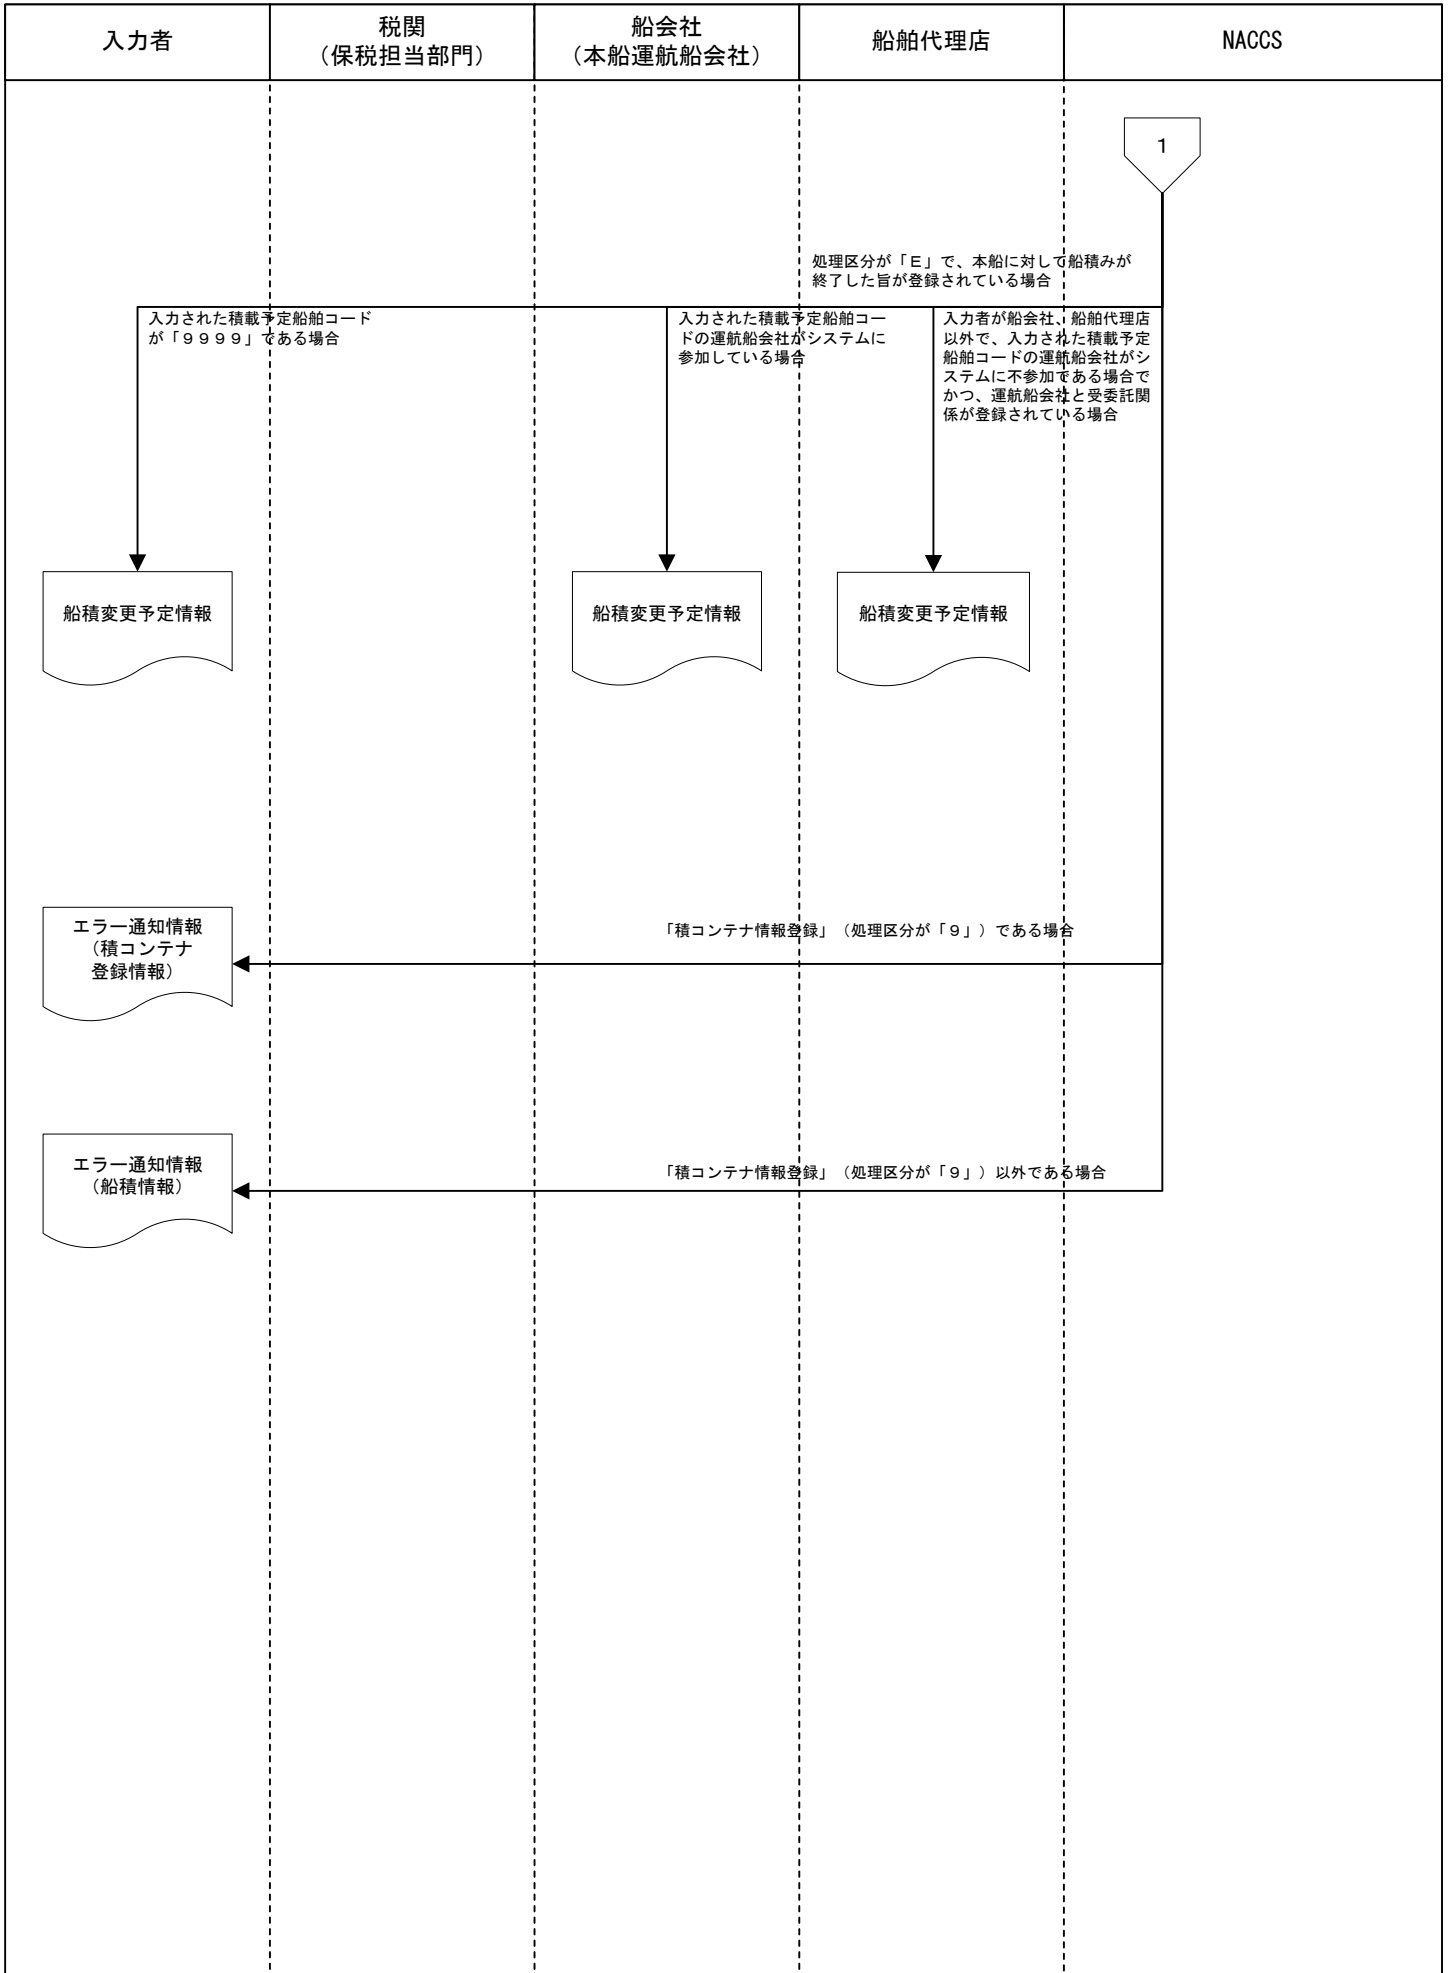 入力者
税関
（保税担当部門）
船会社
（本船運航船会社）
船舶代理店
NACCS
1
処理区分が「Ｅ」で、本船に対して船積みが
終了した旨が登録されている場合
入力された積載予定船舶コード
が「９９９９」である場合
入力された積載予定船舶コー
ドの運航船会社がシステムに
参加している場合
入力者が船会社、船舶代理店
以外で、入力された積載予定
船舶コードの運航船会社がシ
ステムに不参加である場合で
かつ、運航船会社と受委託関
係が登録されている場合
船積変更予定情報
船積変更予定情報
船積変更予定情報
エラー通知情報
（積コンテナ
登録情報）
「積コンテナ情報登録」（処理区分が「９」）である場合
エラー通知情報
（船積情報）
「積コンテナ情報登録」（処理区分が「９」）以外である場合